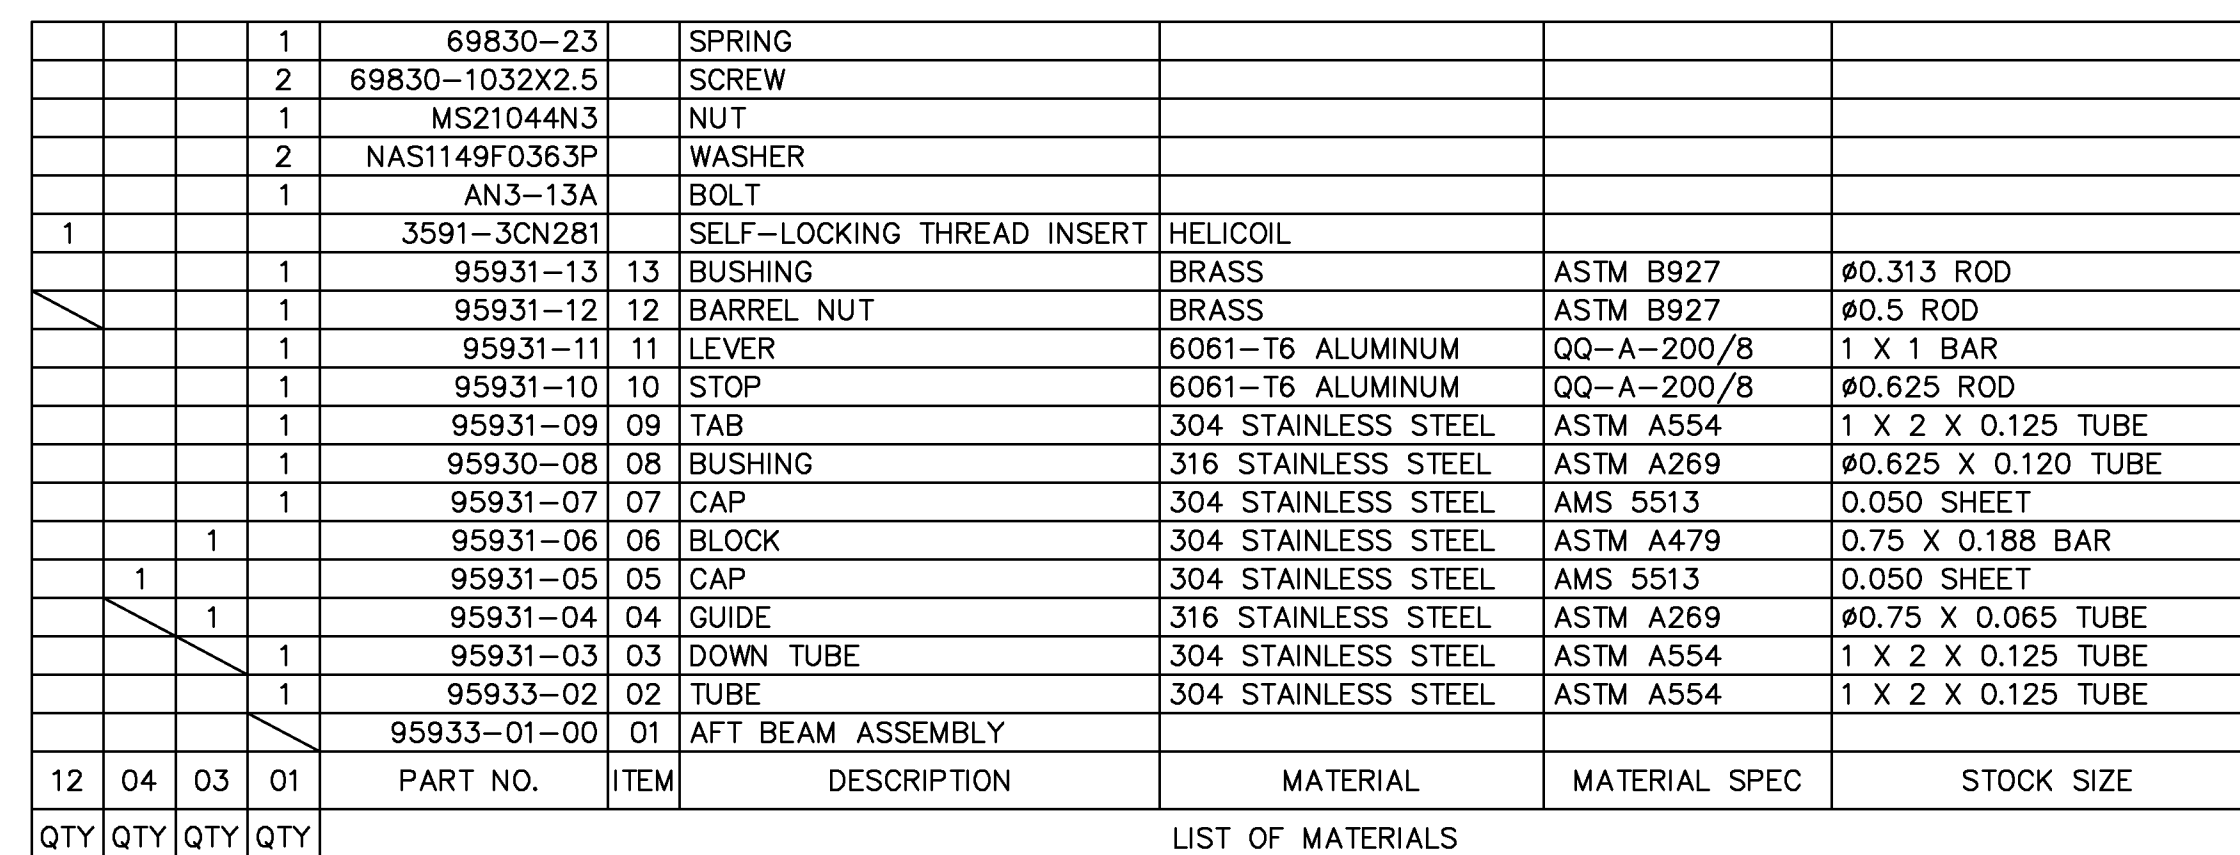 1 69830-23 SPRING
2 69830-1032X2.5 SCREW
1 MS21044N3 NUT
2 NAS1149F0363P WASHER
1 AN3-13A BOLT
1 3591-3CN281 SELF-LOCKING THREAD INSERT HELICOIL
1 95931-13 13 BUSHING BRASS ASTM B927 ø0.313 ROD
1 95931-12 12 BARREL NUT BRASS ASTM B927 ø0.5 ROD
1 95931-11 11 LEVER 6061-T6 ALUMINUM QQ-A-200/8 1 X 1 BAR
1 95931-10 10 STOP 6061-T6 ALUMINUM QQ-A-200/8 ø0.625 ROD
1 95931-09 09 TAB 304 STAINLESS STEEL ASTM A554 1 X 2 X 0.125 TUBE
1 95930-08 08 BUSHING 316 STAINLESS STEEL ASTM A269 ø0.625 X 0.120 TUBE
1 95931-07 07 CAP 304 STAINLESS STEEL AMS 5513 0.050 SHEET
1 95931-06 06 BLOCK 304 STAINLESS STEEL ASTM A479 0.75 X 0.188 BAR
1 95931-05 05 CAP 304 STAINLESS STEEL AMS 5513 0.050 SHEET
1 95931-04 04 GUIDE 316 STAINLESS STEEL ASTM A269 ø0.75 X 0.065 TUBE
1 95931-03 03 DOWN TUBE 304 STAINLESS STEEL ASTM A554 1 X 2 X 0.125 TUBE
1 95933-02 02 TUBE 304 STAINLESS STEEL ASTM A554 1 X 2 X 0.125 TUBE
95933-01-00 01 AFT BEAM ASSEMBLY
12 04 03 01 PART NO. ITEM DESCRIPTION MATERIAL MATERIAL SPEC STOCK SIZE
QTY QTY QTY QTY LIST OF MATERIALS